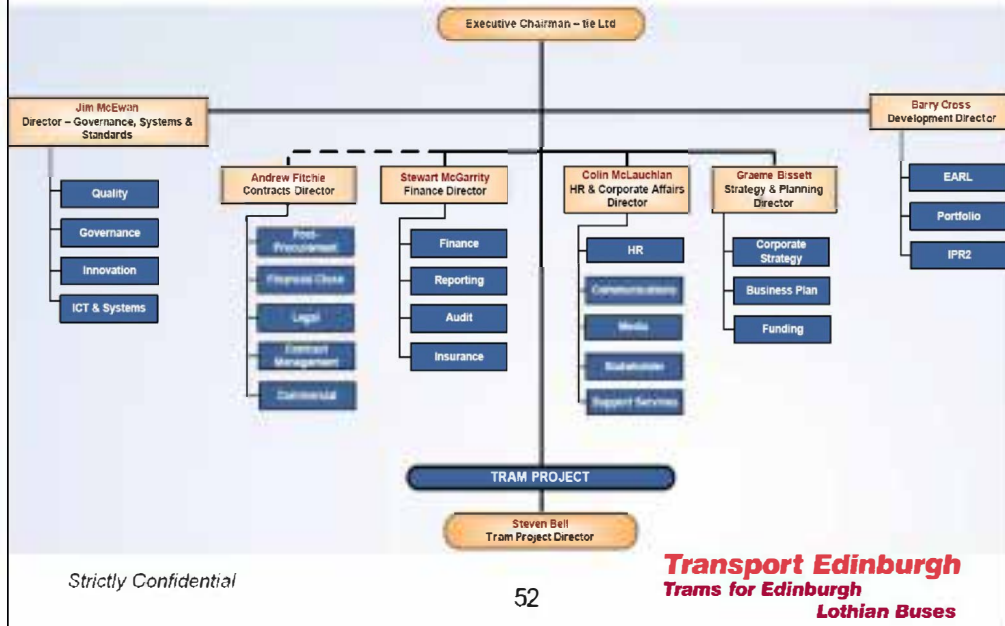 Executive Chairman – tie Ltd
Jim McEwan
Director – Governance, Systems &
Standards
Quality
Governance
Innovation
ICT & Systems
Andrew Fitchie
Contracts Director
Post-
Procurement
Financial Close
Legal
Contract
Management
Commercial
Stewart McGarrity
Finance Director
Finance
Reporting
Audit
Insurance
Colin McLauchlan
HR & Corporate Affairs
Director
HR
Communications
Media
Stakeholder
Support Services
Graeme Bissett
Strategy & Planning
Director
Corporate
Strategy
Business Plan
Funding
Barry Cross
Development Director
EARL
Portfolio
IPR2
TRAM PROJECT
Steven Bell
Tram Project Director
Strictly Confidential
52
Transport Edinburgh
Trams for Edinburgh
Lothian Buses